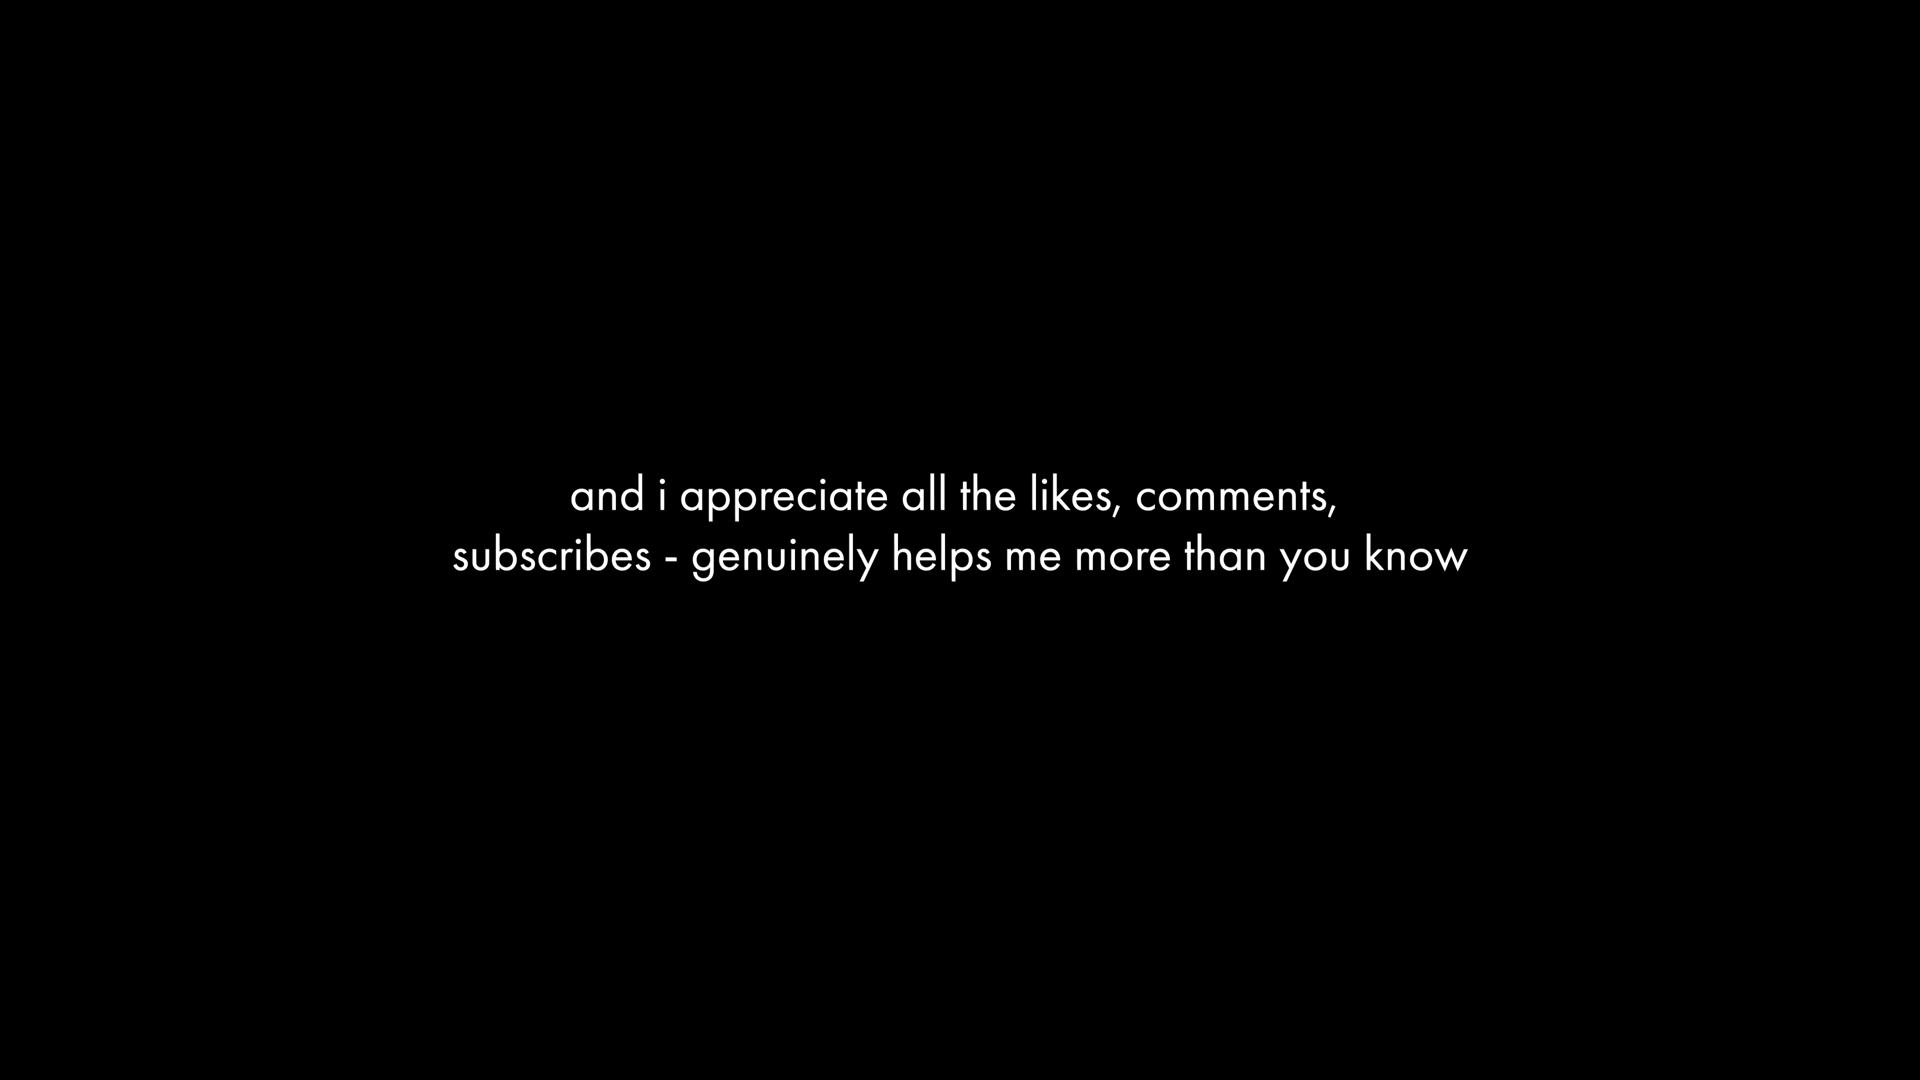 and i appreciate all the likes, comments,
subscribes - genuinely helps me more than you know